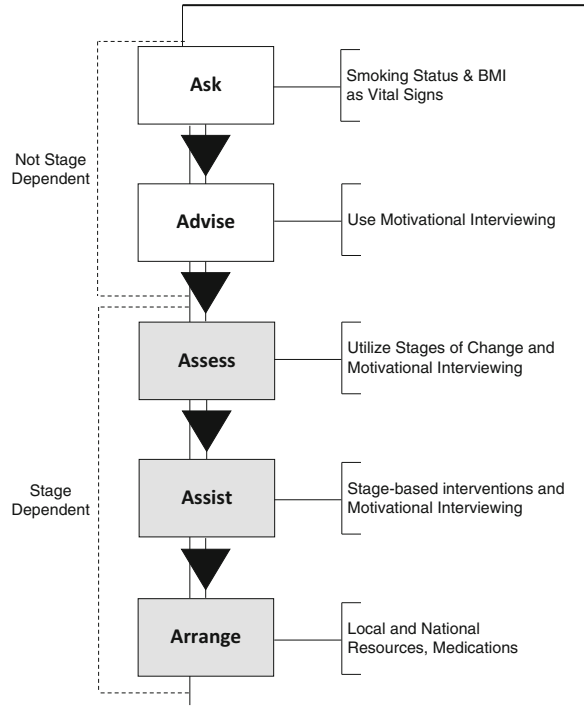 Ask
Smoking Status & BMI
as Vital Signs
Not Stage
Dependent
Advise
Use Motivational Interviewing
Assess
Utilize Stages of Change and
Motivational Interviewing
Stage
Dependent
Assist
Stage-based interventions and
Motivational Interviewing
Arrange
Local and National
Resources, Medications